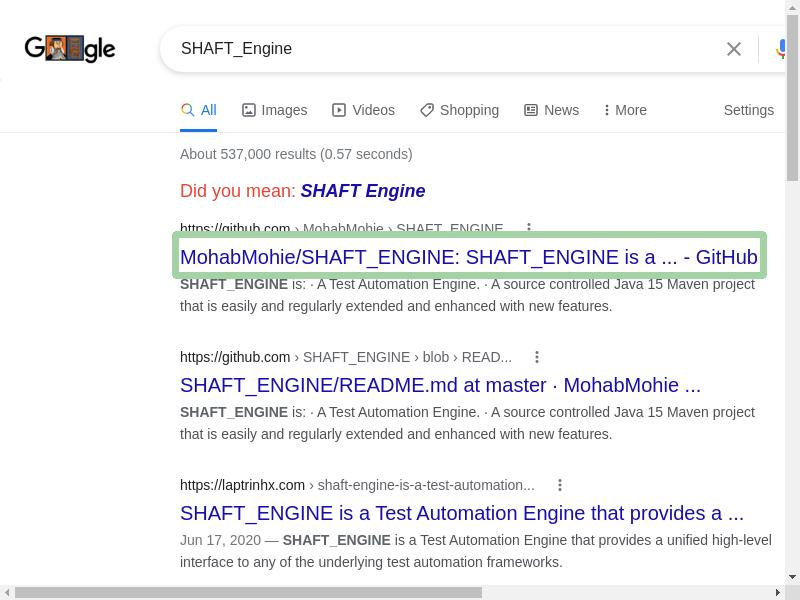 Google
SHAFT_Engine
All Images Videos Shopping News More Settings
About 537,000 results (0.57 seconds)
Did you mean: SHAFT Engine
https://github.com › MohabMohie › SHAFT_ENGINE
MohabMohie/SHAFT_ENGINE: SHAFT_ENGINE is a ... - GitHub
SHAFT_ENGINE is: · A Test Automation Engine. · A source controlled Java 15 Maven project
that is easily and regularly extended and enhanced with new features.
https://github.com › SHAFT_ENGINE › blob › READ...
SHAFT_ENGINE/README.md at master · MohabMohie ...
SHAFT_ENGINE is: · A Test Automation Engine. · A source controlled Java 15 Maven project
that is easily and regularly extended and enhanced with new features.
https://laptrinhx.com › shaft-engine-is-a-test-automation...
SHAFT_ENGINE is a Test Automation Engine that provides a ...
Jun 17, 2020 — SHAFT_ENGINE is a Test Automation Engine that provides a unified high-level
interface to any of the underlying test automation frameworks.